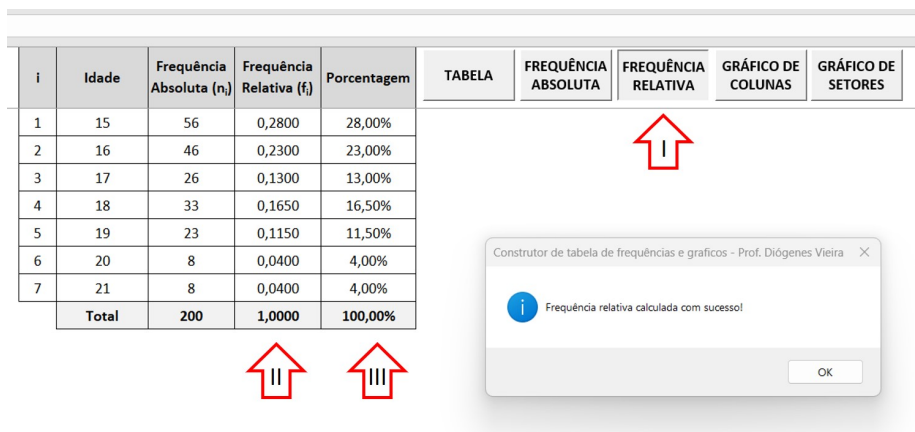 i Idade Frequência Absoluta (ni) Frequência Relativa (fi) Porcentagem
TABELA FREQUÊNCIA ABSOLUTA FREQUÊNCIA RELATIVA GRÁFICO DE COLUNAS GRÁFICO DE SETORES
1 15 56 0,2800 28,00%
2 16 46 0,2300 23,00%
3 17 26 0,1300 13,00%
4 18 33 0,1650 16,50%
5 19 23 0,1150 11,50%
6 20 8 0,0400 4,00%
7 21 8 0,0400 4,00%
Total 200 1,0000 100,00%
I
II
III
Construtor de tabela de frequências e graficos - Prof. Diógenes Vieira
Frequência relativa calculada com sucesso!
OK